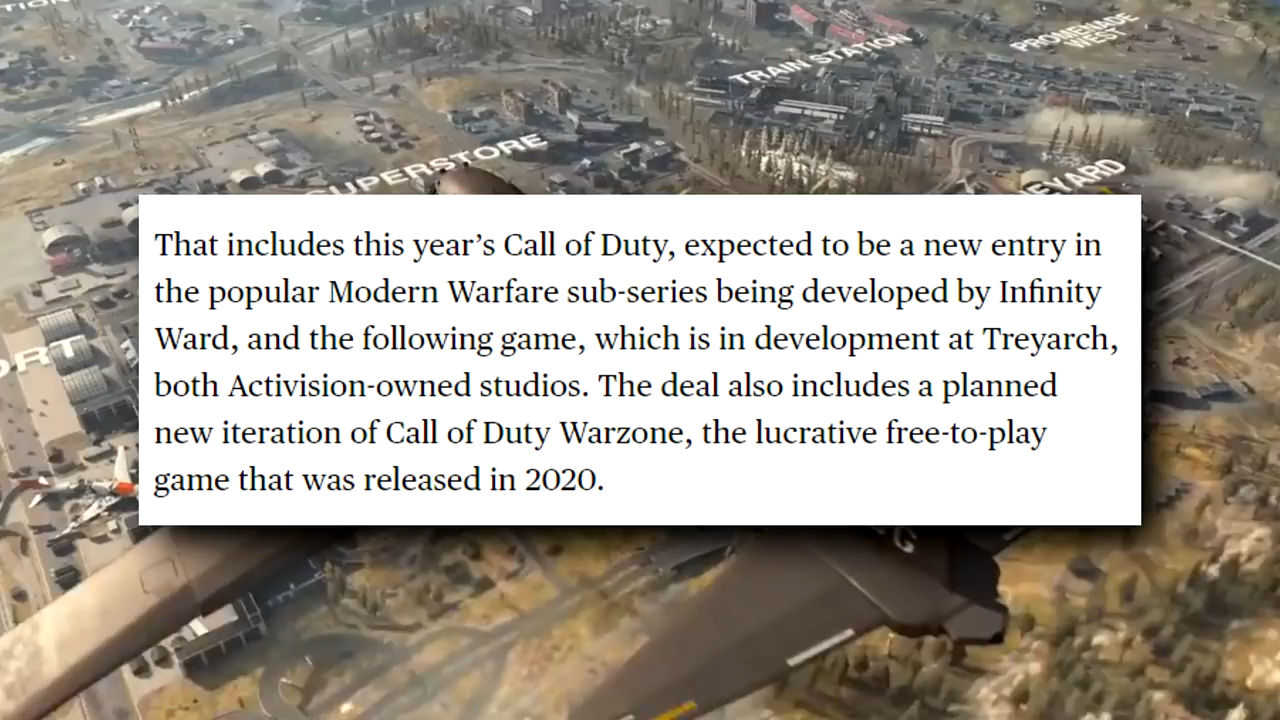 TRAIN STATION
PROMENADE
WEST
SUPERSTORE
That includes this year's Call of Duty, expected to be a new entry in
the popular Modern Warfare sub-series being developed by Infinity
Ward, and the following game, which is in development at Treyarch,
both Activision-owned studios. The deal also includes a planned
new iteration of Call of Duty Warzone, the lucrative free-to-play
game that was released in 2020.